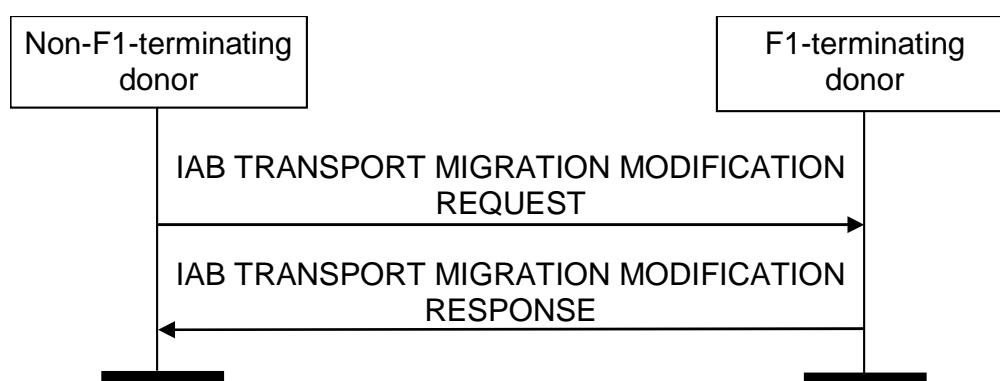 Non-F1-terminating
donor
F1-terminating
donor
IAB TRANSPORT MIGRATION MODIFICATION
REQUEST
IAB TRANSPORT MIGRATION MODIFICATION
RESPONSE